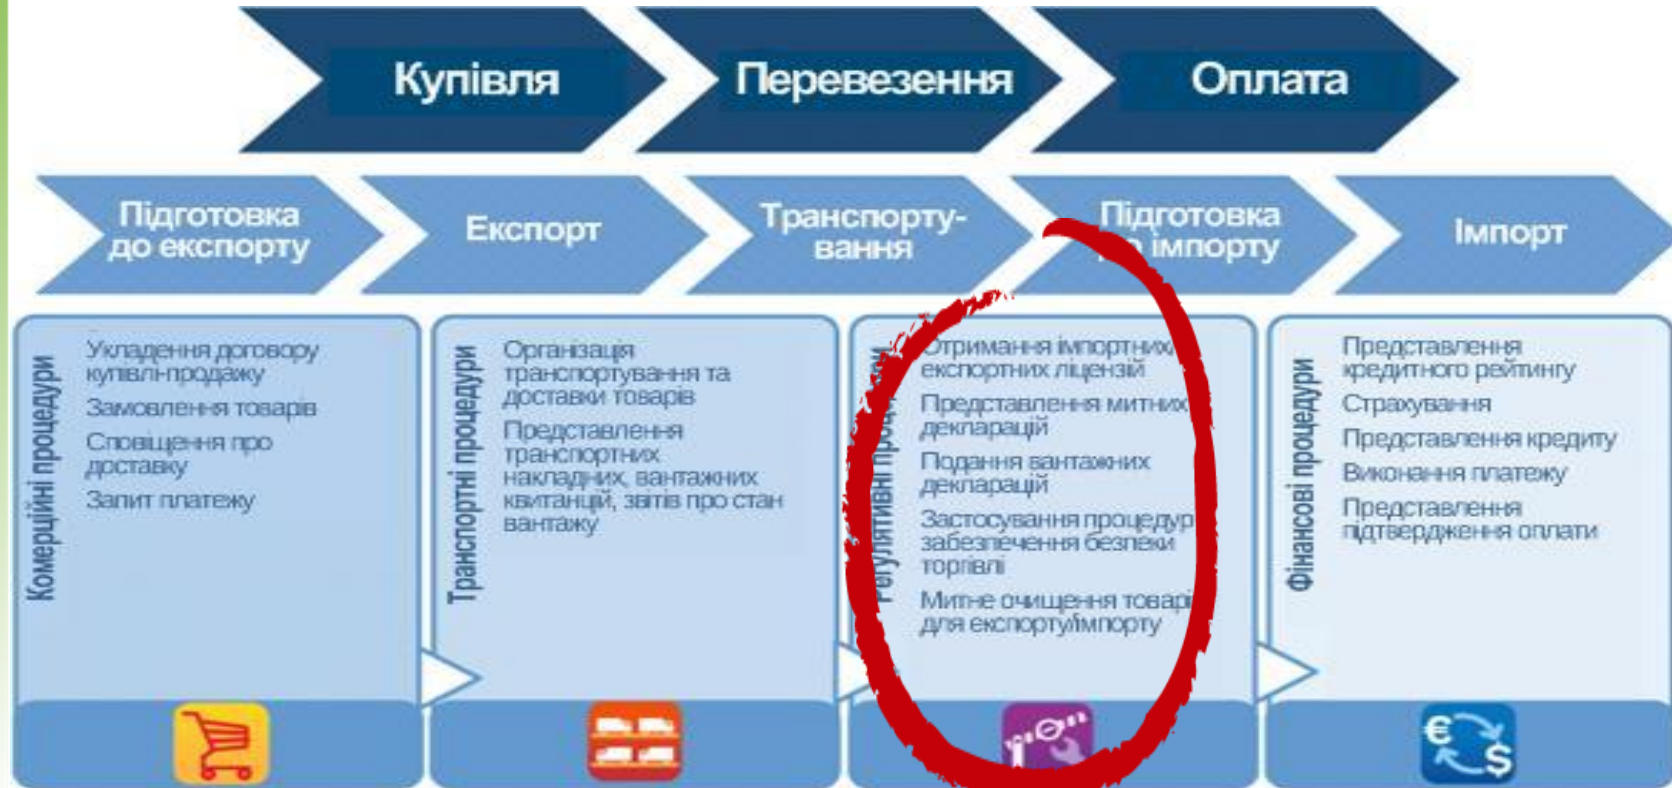 Купівля
Перевезення
Оплата
Підготовка
до експорту
Експорт
Транспорту-
вання
Підготовка
імпорту
Імпорт
Комерційні процедури
Укладення договору
купівлі-продажу
Замовлення товарів
Сповіщення про
доставку
Запит платежу
Транспортні процедури
Організація
транспортування та
доставки товарів
Представлення
транспортних
накладних, вантажних
квитанцій, звітів про стан
вантажу
Регулятивні
Отримання імпортних
експортних ліцензій
Представлення митних
декларацій
Подання вантажних
декларацій
Застосування процедур
забезпечення безпеки
торгівлі
Митне очищення
для експорту/імпорту
Фінансові процедури
Представлення
кредитного рейтингу
Страхування
Представлення кредиту
Виконання платежу
Представлення
підтвердження оплати
€
$